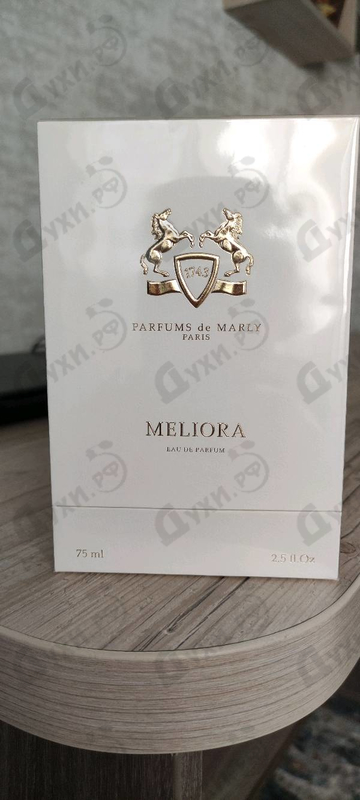 1743
PARFUMS de MARLY
PARIS
MELIORA
EAU DE PARFUM
75 ml
2.5 fl.Oz
Духи.РФ